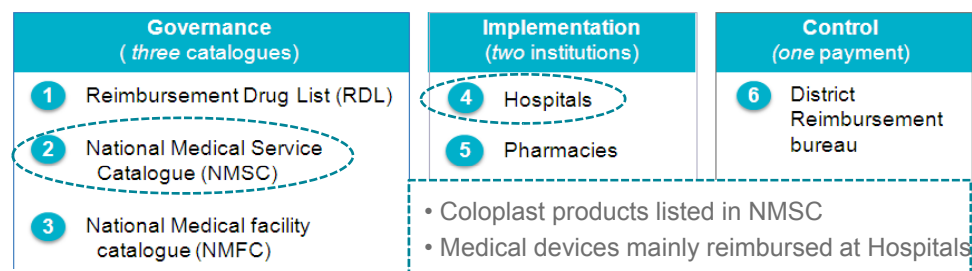 Governance
( three catalogues)
1 Reimbursement Drug List (RDL)
2 National Medical Service
Catalogue (NMSC)
3 National Medical facility
catalogue (NMFC)
Implementation
(two institutions)
4 Hospitals
5 Pharmacies
Control
(one payment)
6 District
Reimbursement
bureau
• Coloplast products listed in NMSC
• Medical devices mainly reimbursed at Hospitals